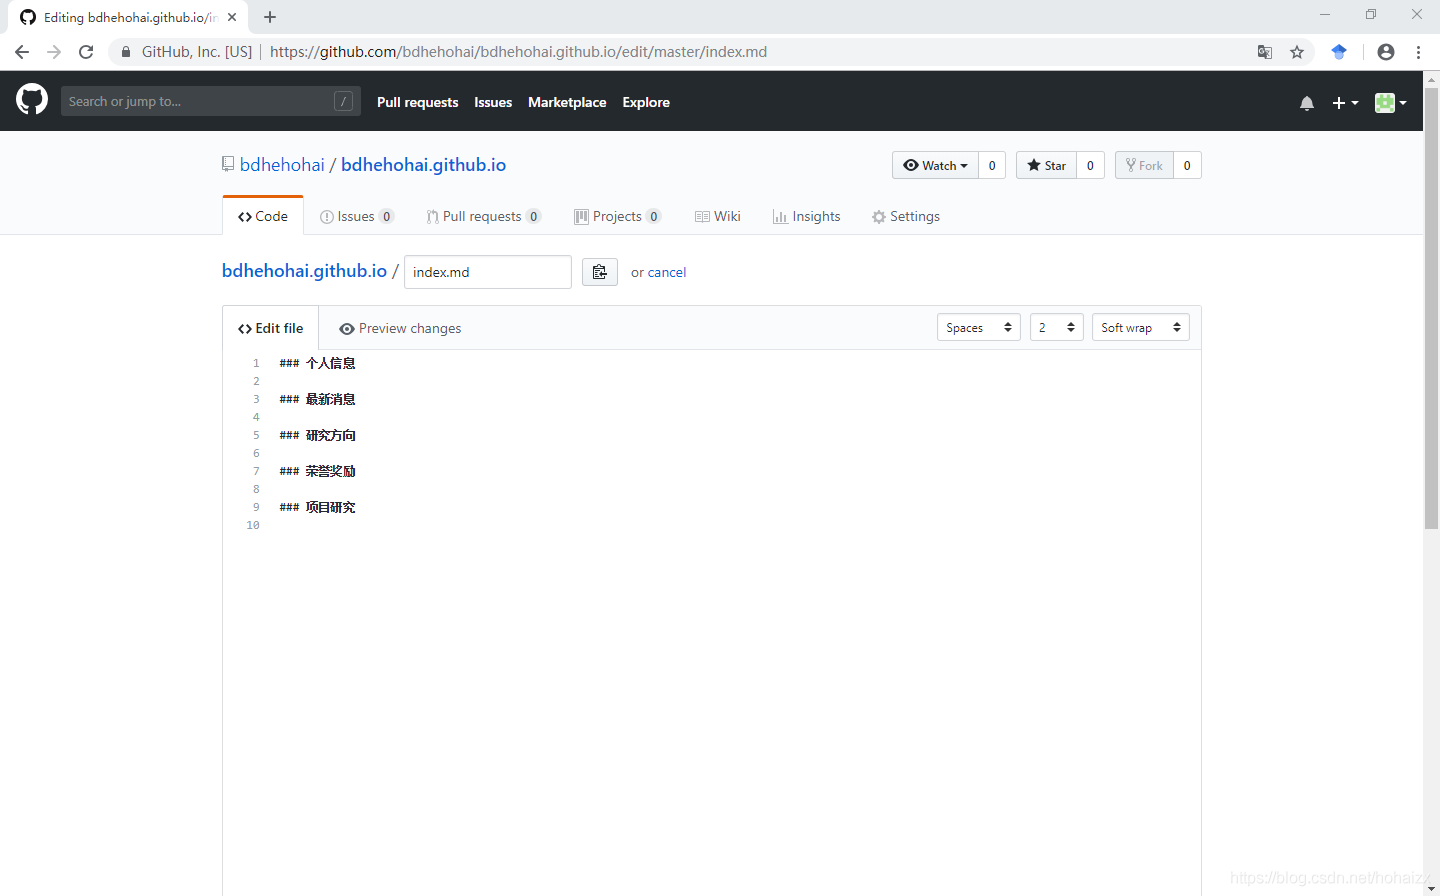 Editing bdhehohai.github.io/in
GitHub, Inc. [US] https://github.com/bdhehohai/bdhehohai.github.io/edit/master/index.md
Search or jump to... / Pull requests Issues Marketplace Explore
bdhehohai / bdhehohai.github.io Watch 0 Star 0 Fork 0
Code Issues 0 Pull requests 0 Projects 0 Wiki Insights Settings
bdhehohai.github.io / index.md or cancel
Edit file Preview changes Spaces 2 Soft wrap
1 ### 个人信息
2
3 ### 最新消息
4
5 ### 研究方向
6
7 ### 荣誉奖励
8
9 ### 项目研究
10
https://blog.csdn.net/hohaizx